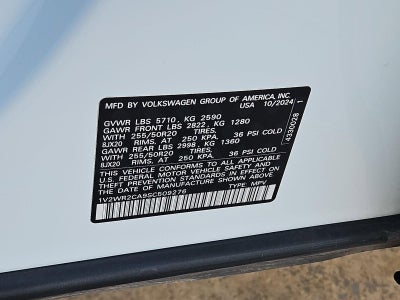 MFD BY VOLKSWAGEN GROUP OF AMERICA, INC.
USA 10/2024
GVWR LBS 5710, KG 2590
GAWR FRONT LBS 2822, KG 1280
WITH 255/50R20 TIRES,
8JX20 RIMS, AT 250 KPA, 36 PSI COLD
GAWR REAR LBS 2998, KG 1360
WITH 255/50R20 TIRES,
8JX20 RIMS, AT 250 KPA, 36 PSI COLD
THIS VEHICLE CONFORMS TO ALL APPLICABLE
U.S. FEDERAL MOTOR VEHICLE SAFETY AND
THEFT PREVENTION STANDARDS IN EFFECT ON
THE DATE OF MANUFACTURE SHOWN ABOVE.
1V2WR2CA9SC509276 TYPE: MPV
4330028 1